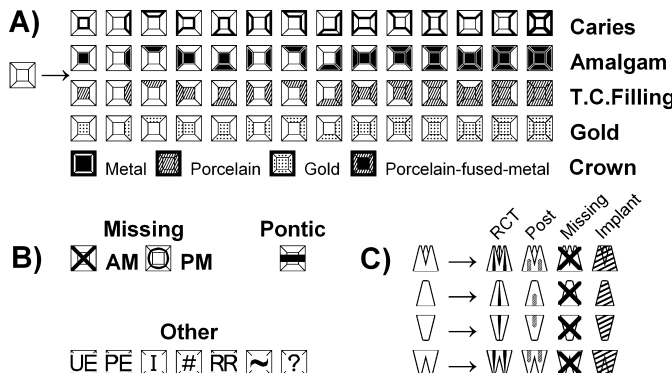 A)
Caries
Amalgam
T.C.Filling
Gold
Metal Porcelain Gold Porcelain-fused-metal Crown
Missing Pontic
B) AM PM
C) RCT Post Missing Implant
Other
UE PE I # RR ~ ?